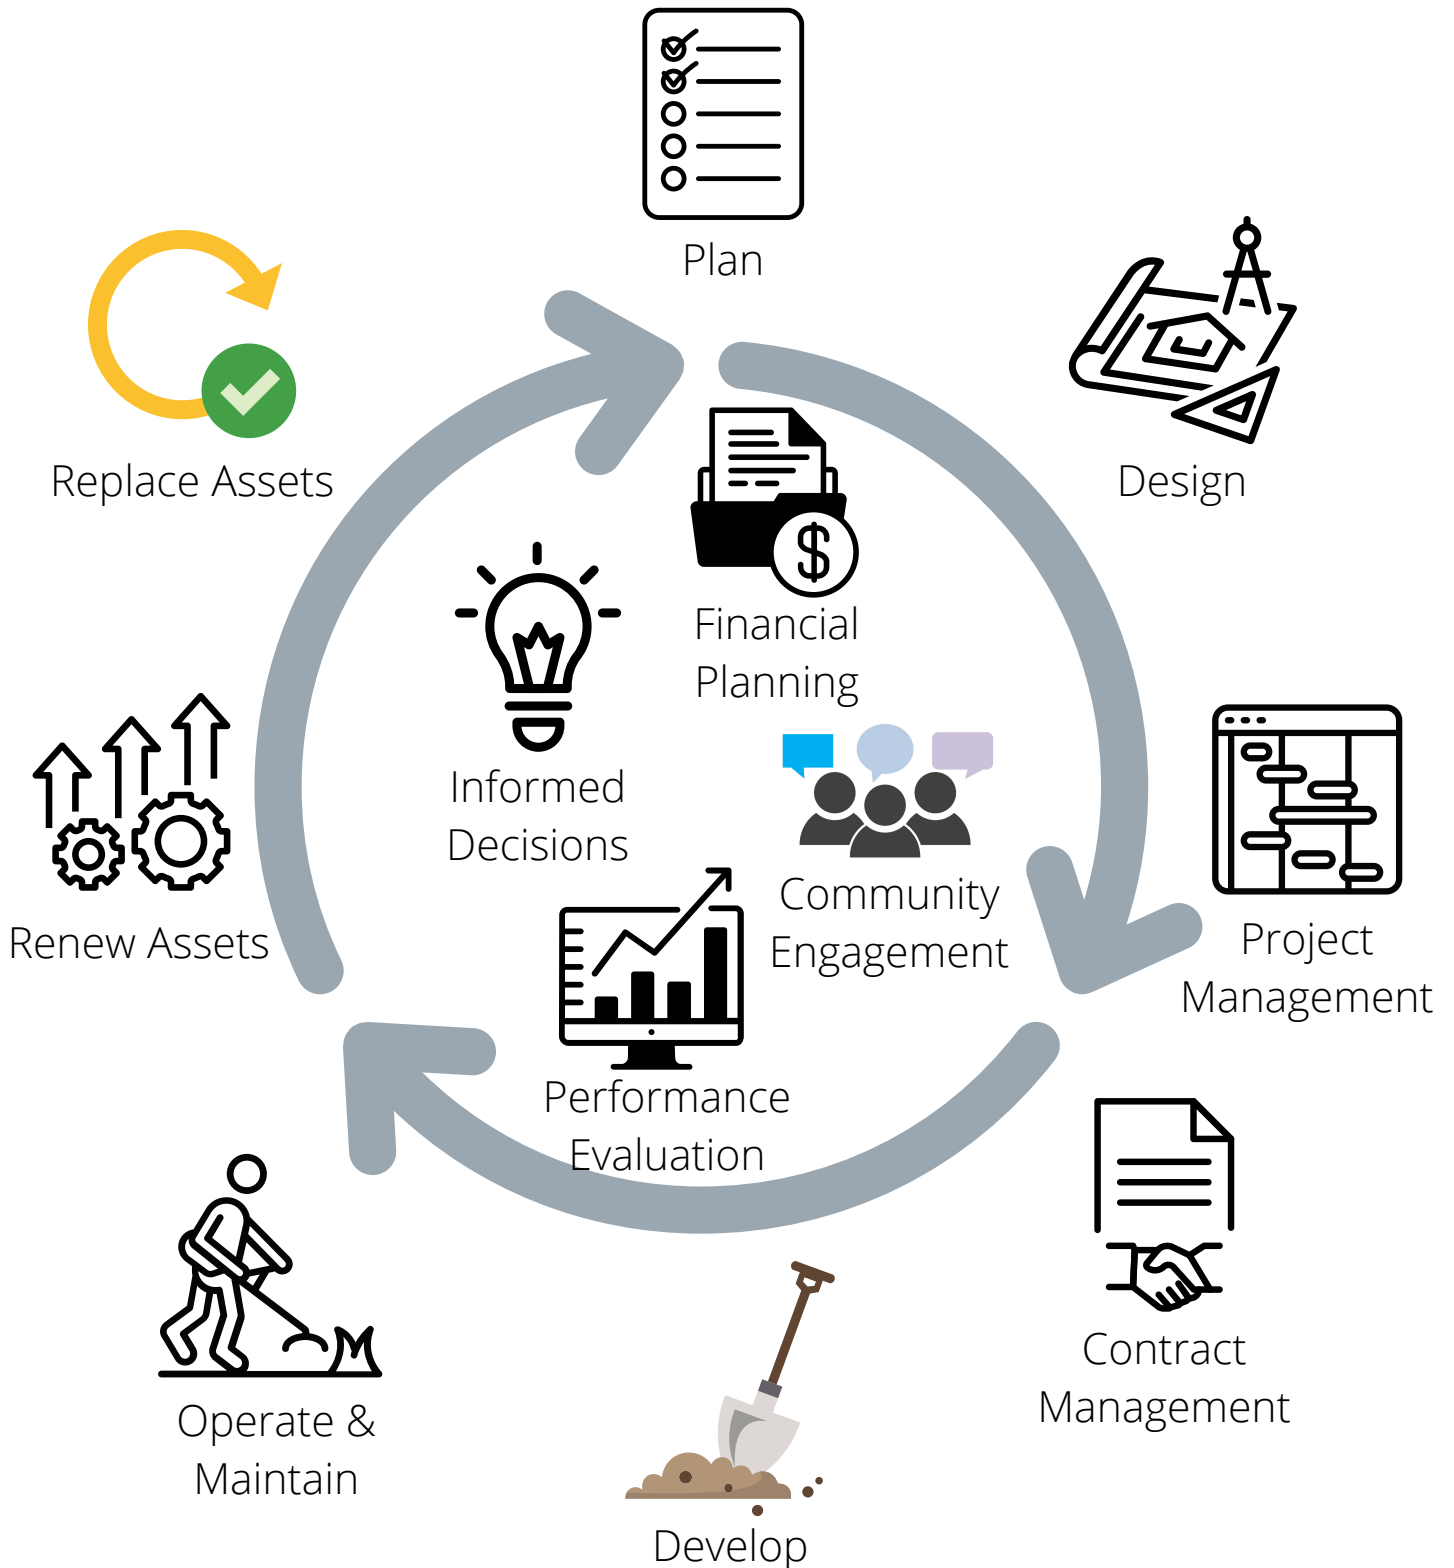 Plan
Design
Replace Assets
Financial
Planning
Informed
Decisions
Community
Engagement
Renew Assets
Project
Management
Performance
Evaluation
Contract
Management
Operate &
Maintain
Develop
$